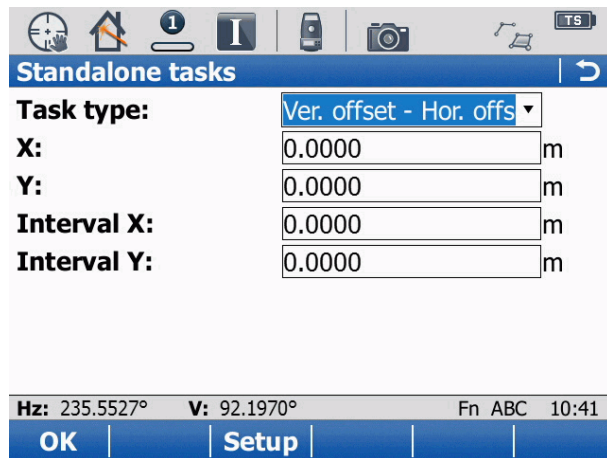 1 I TS
Standalone tasks
Task type: Ver. offset - Hor. offs
X: 0.0000 m
Y: 0.0000 m
Interval X: 0.0000 m
Interval Y: 0.0000 m
Hz: 235.5527° V: 92.1970° Fn ABC 10:41
OK Setup